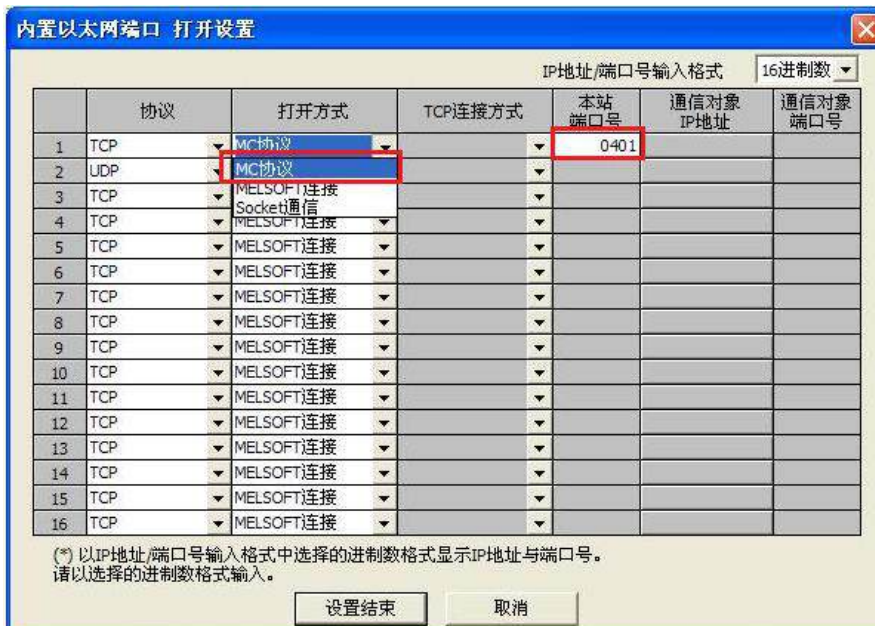 内置以太网端口 打开设置
IP地址/端口号输入格式 16进制数
协议 打开方式 TCP连接方式 本站端口号 通信对象IP地址 通信对象端口号
1 TCP MC协议 0401
2 UDP MC协议
3 TCP MELSOFT连接
Socket通信
4 TCP MELSOFT连接
5 TCP MELSOFT连接
6 TCP MELSOFT连接
7 TCP MELSOFT连接
8 TCP MELSOFT连接
9 TCP MELSOFT连接
10 TCP MELSOFT连接
11 TCP MELSOFT连接
12 TCP MELSOFT连接
13 TCP MELSOFT连接
14 TCP MELSOFT连接
15 TCP MELSOFT连接
16 TCP MELSOFT连接
(*) 以IP地址/端口号输入格式中选择的进制数格式显示IP地址与端口号。
请以选择的进制数格式输入。
设置结束 取消